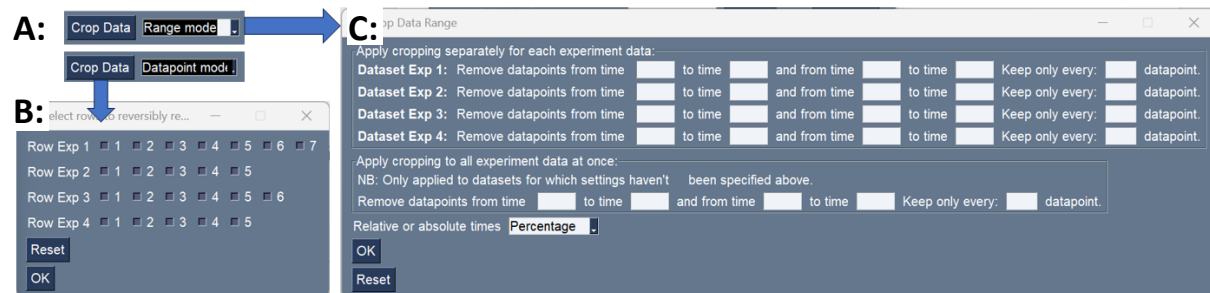 A:
Crop Data Range mode
Crop Data Datapoint mode
B:
elect row to reversibly re...
Row Exp 1 1 2 3 4 5 6 7
Row Exp 2 1 2 3 4 5
Row Exp 3 1 2 3 4 5 6
Row Exp 4 1 2 3 4 5
Reset
OK
C:
op Data Range
Apply cropping separately for each experiment data:
Dataset Exp 1: Remove datapoints from time to time and from time to time Keep only every: datapoint.
Dataset Exp 2: Remove datapoints from time to time and from time to time Keep only every: datapoint.
Dataset Exp 3: Remove datapoints from time to time and from time to time Keep only every: datapoint.
Dataset Exp 4: Remove datapoints from time to time and from time to time Keep only every: datapoint.
Apply cropping to all experiment data at once:
NB: Only applied to datasets for which settings haven't been specified above.
Remove datapoints from time to time and from time to time Keep only every: datapoint.
Relative or absolute times Percentage
OK
Reset